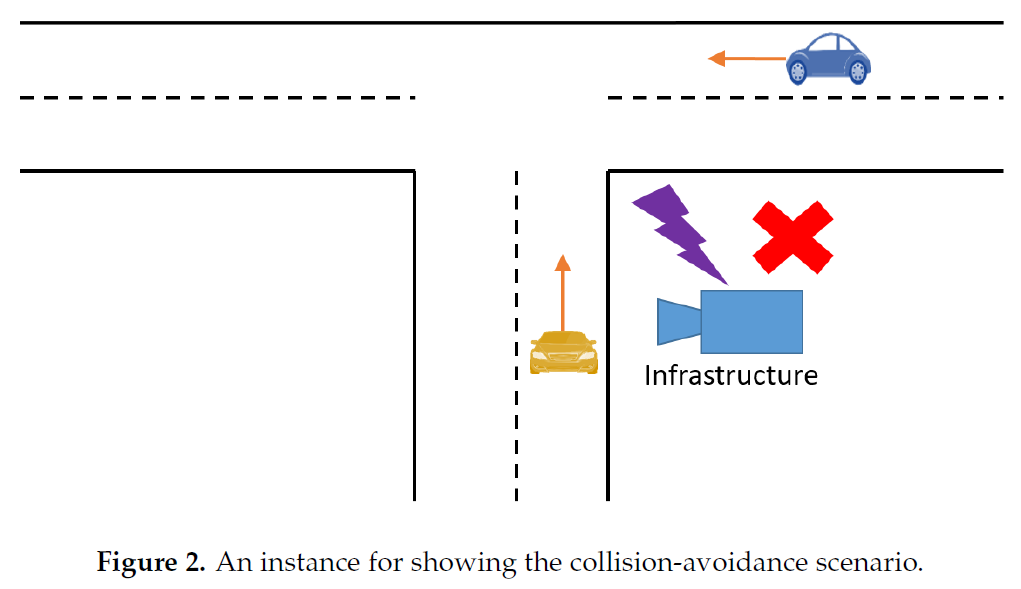 Infrastructure
Figure 2. An instance for showing the collision-avoidance scenario.